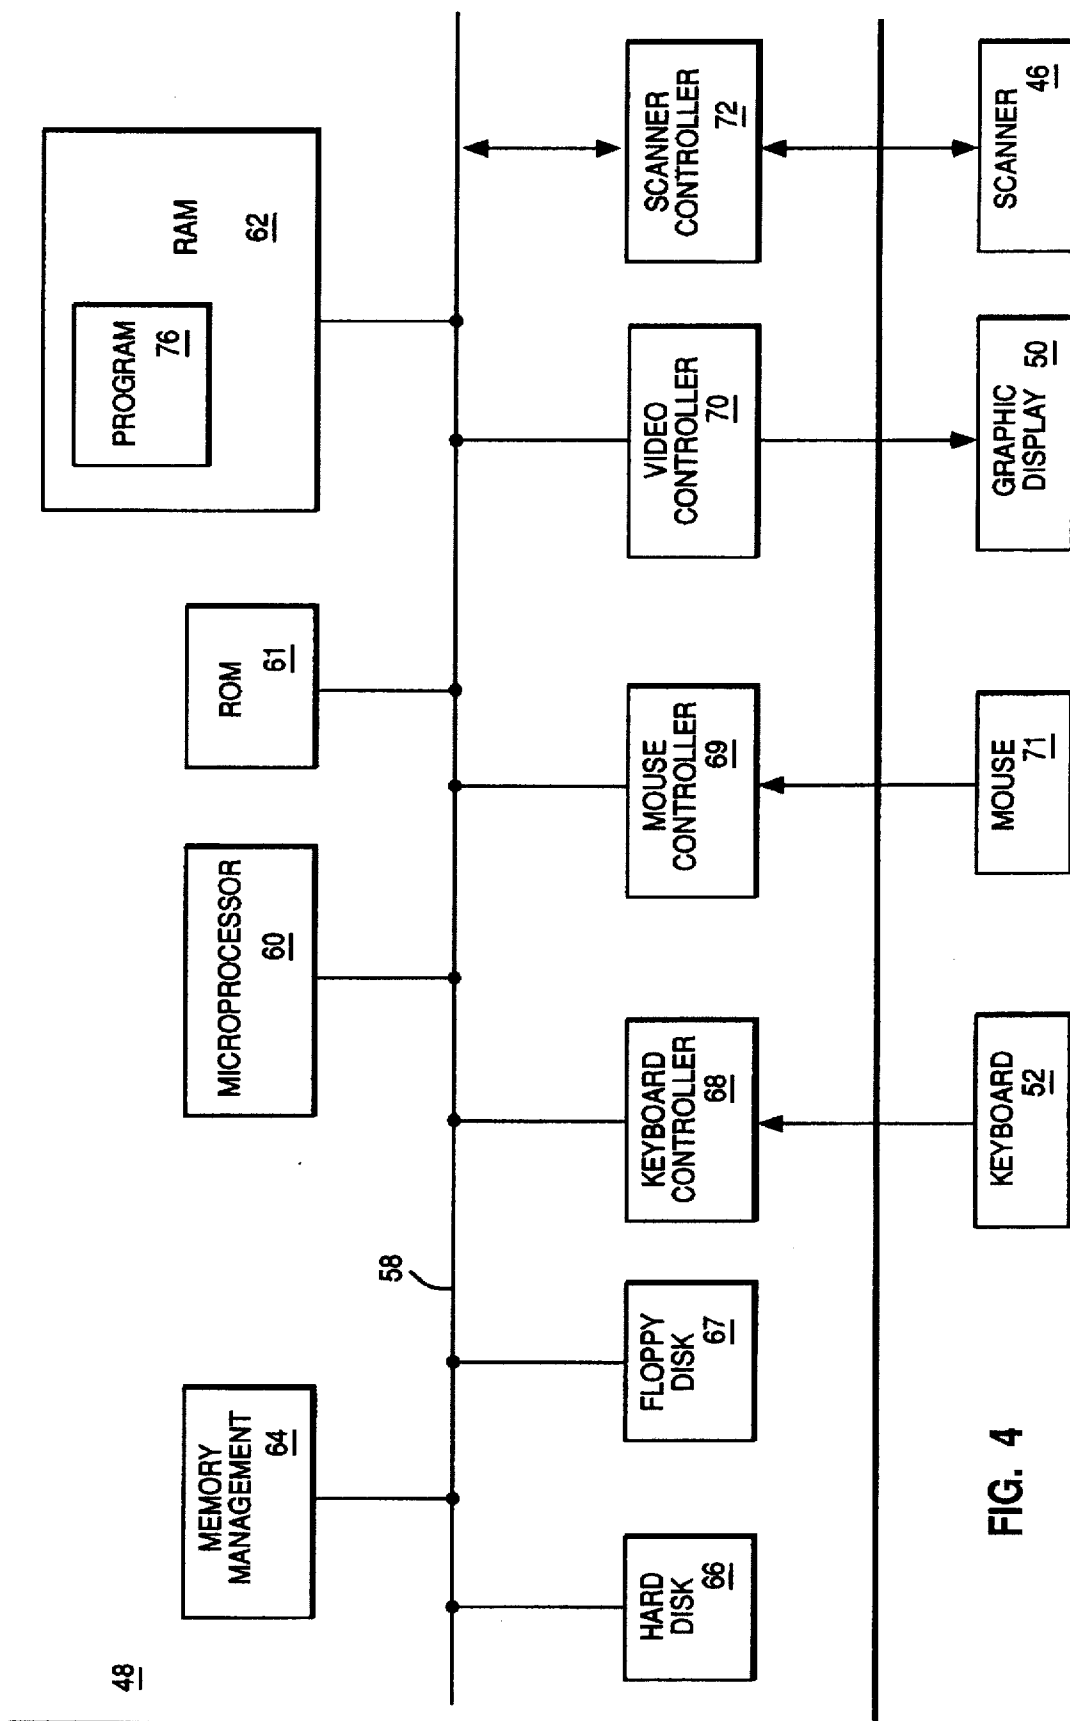 48
MEMORY
MANAGEMENT
64
MICROPROCESSOR
60
ROM
61
PROGRAM
76
RAM
62
58
HARD
DISK
66
FLOPPY
DISK
67
KEYBOARD
CONTROLLER
68
MOUSE
CONTROLLER
69
VIDEO
CONTROLLER
70
SCANNER
CONTROLLER
72
KEYBOARD
52
MOUSE
71
GRAPHIC
DISPLAY
50
SCANNER
46
FIG. 4